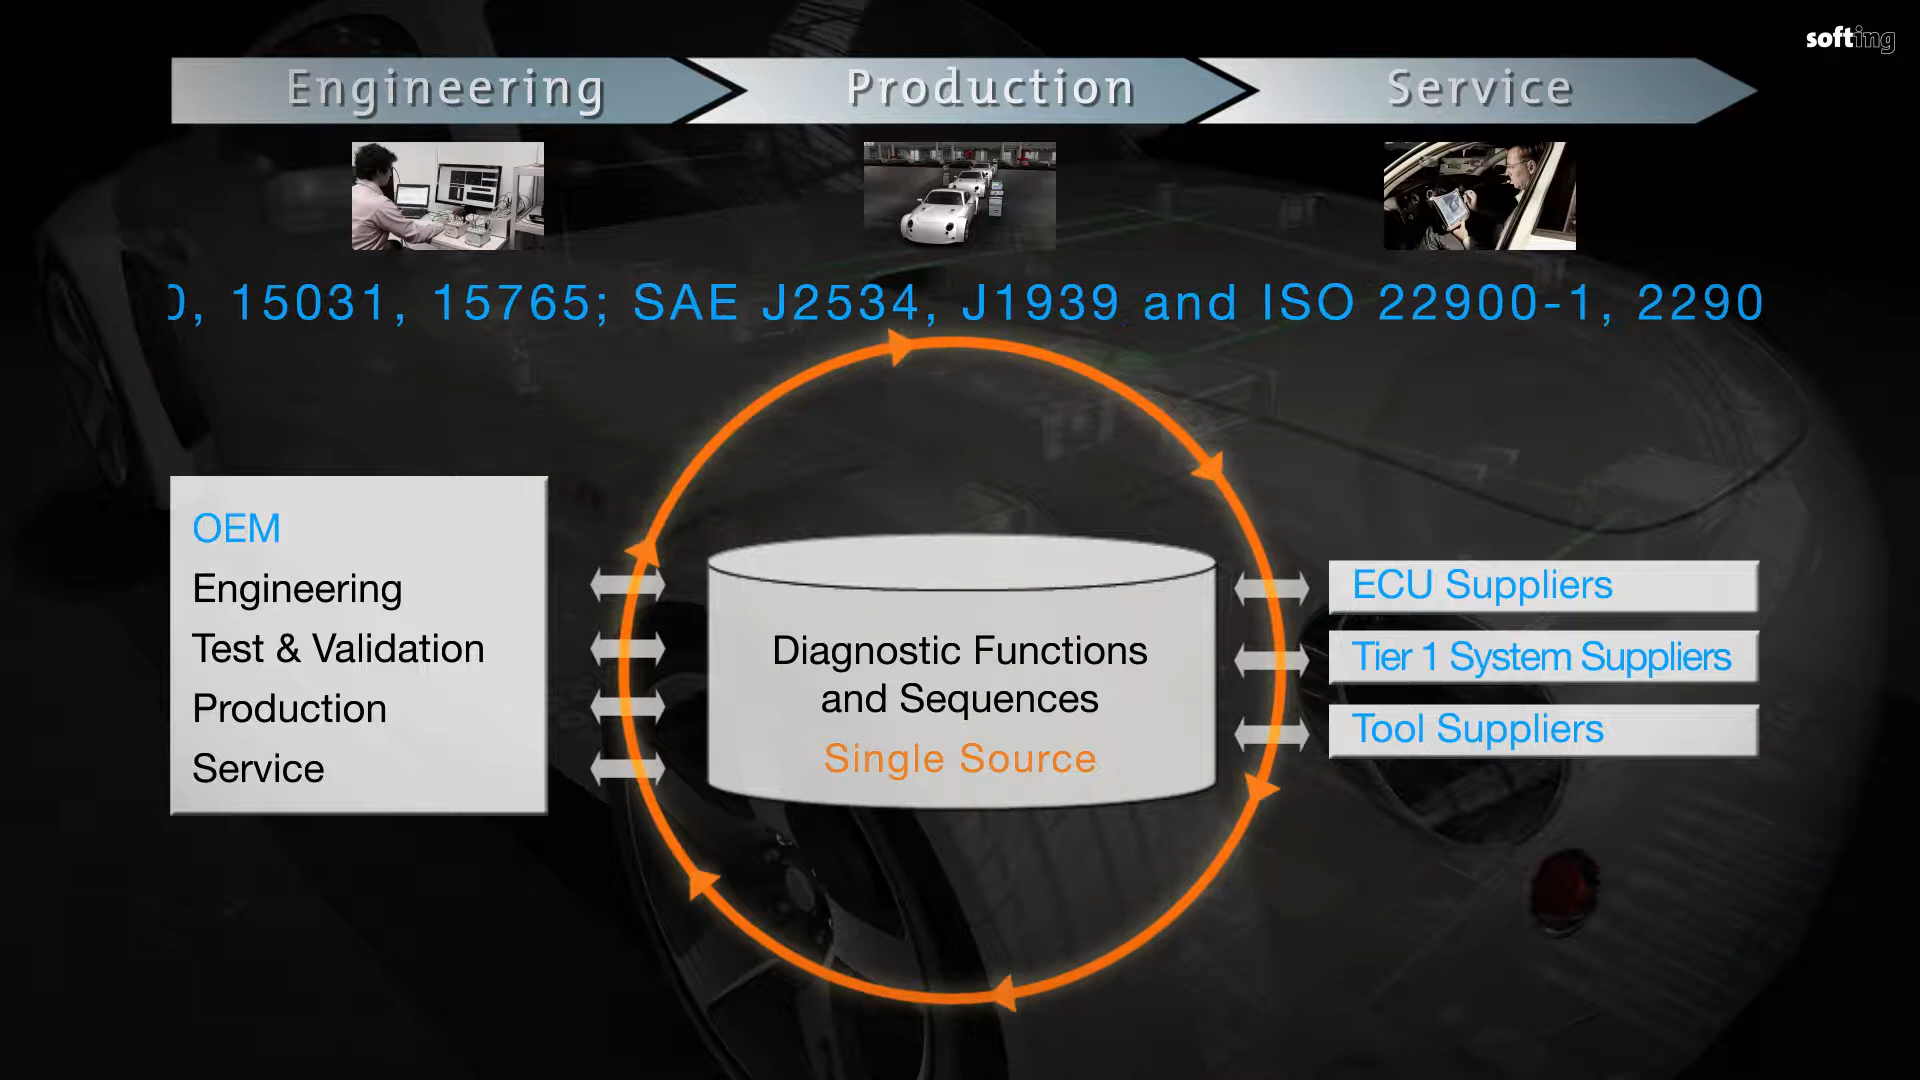 softing
Engineering Production Service
0, 15031, 15765; SAE J2534, J1939 and ISO 22900-1, 2290
OEM
Engineering
Test & Validation
Production
Service
Diagnostic Functions
and Sequences
Single Source
ECU Suppliers
Tier 1 System Suppliers
Tool Suppliers